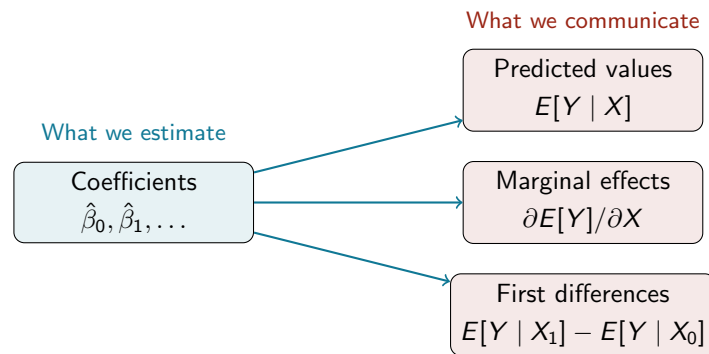 What we communicate
Predicted values
E[Y | X]
What we estimate
Coefficients
β̂₀, β̂₁, …
Marginal effects
∂E[Y]/∂X
First differences
E[Y | X₁] − E[Y | X₀]